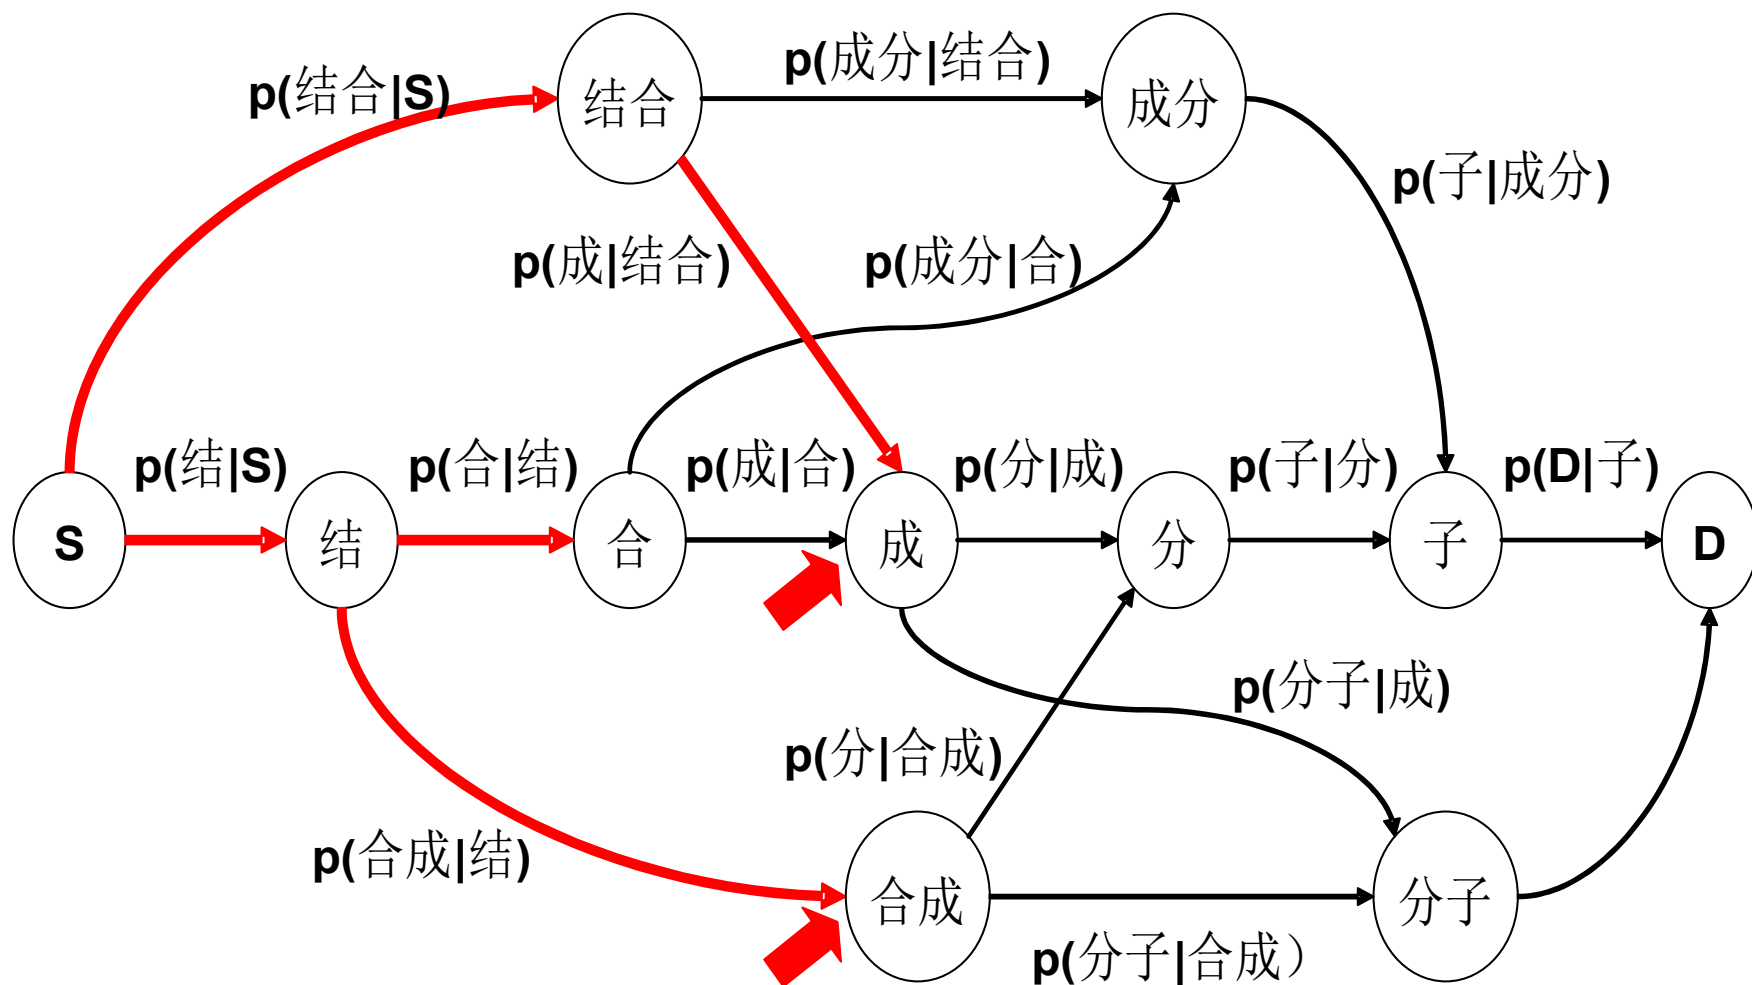 p(结合|S)
结合
p(成分|结合)
成分
p(子|成分)
p(成|结合)
p(成分|合)
p(结|S)
p(合|结)
p(成|合)
p(分|成)
p(子|分)
p(D|子)
S
结
合
成
分
子
D
p(分子|成)
p(分|合成)
p(合成|结)
合成
分子
p(分子|合成）